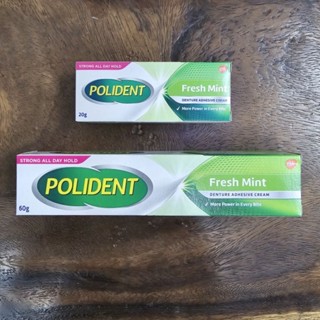 STRONG ALL DAY HOLD
POLIDENT
Fresh Mint
DENTURE ADHESIVE CREAM
✓ More Power in Every Bite
20g
STRONG ALL DAY HOLD
POLIDENT
Fresh Mint
DENTURE ADHESIVE CREAM
✓ More Power in Every Bite
60g